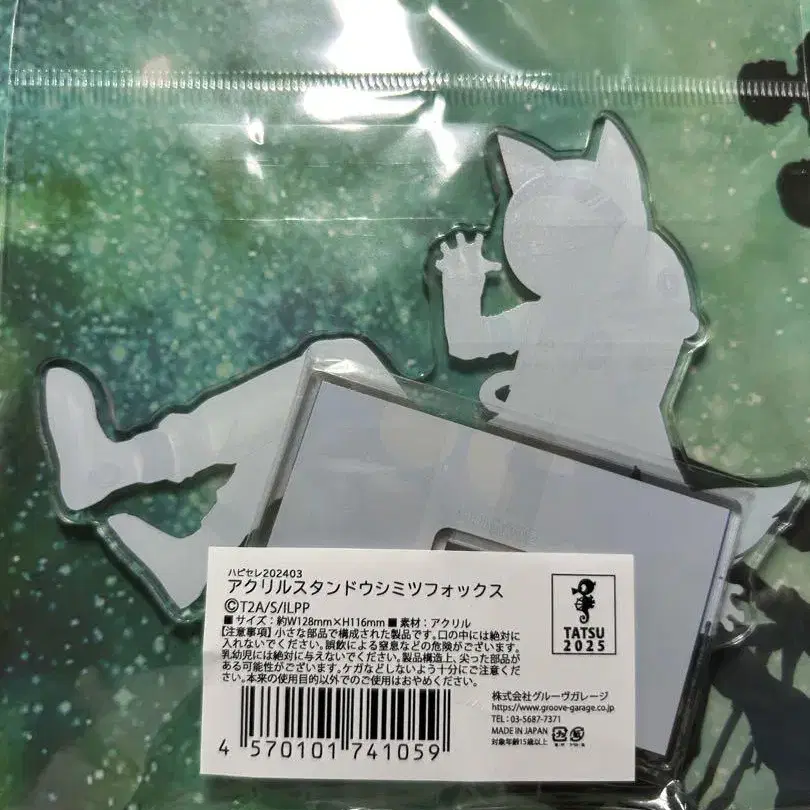 ハピセレ202403
アクリルスタンドウシミツフォックス
©T2A/S/ILPP
■サイズ：約W128mm×H116mm■素材：アクリル
【注意事項】小さな部品で構成された製品です。口の中には絶対に
入れないでください。誤飲による窒息などの危険がございます。
乳幼児には絶対に与えないでください。製品構造上、尖った部品が
ある可能性がございます。ケガなどしないよう十分にご注意くださ
い。本来の使用目的以外でのご使用はおやめください。
TATSU
2025
4 570101 741059
株式会社グルーヴガレージ
https://www.groove-garage.co.jp
TEL：03-5687-7371
MADE IN JAPAN
対象年齢15歳以上